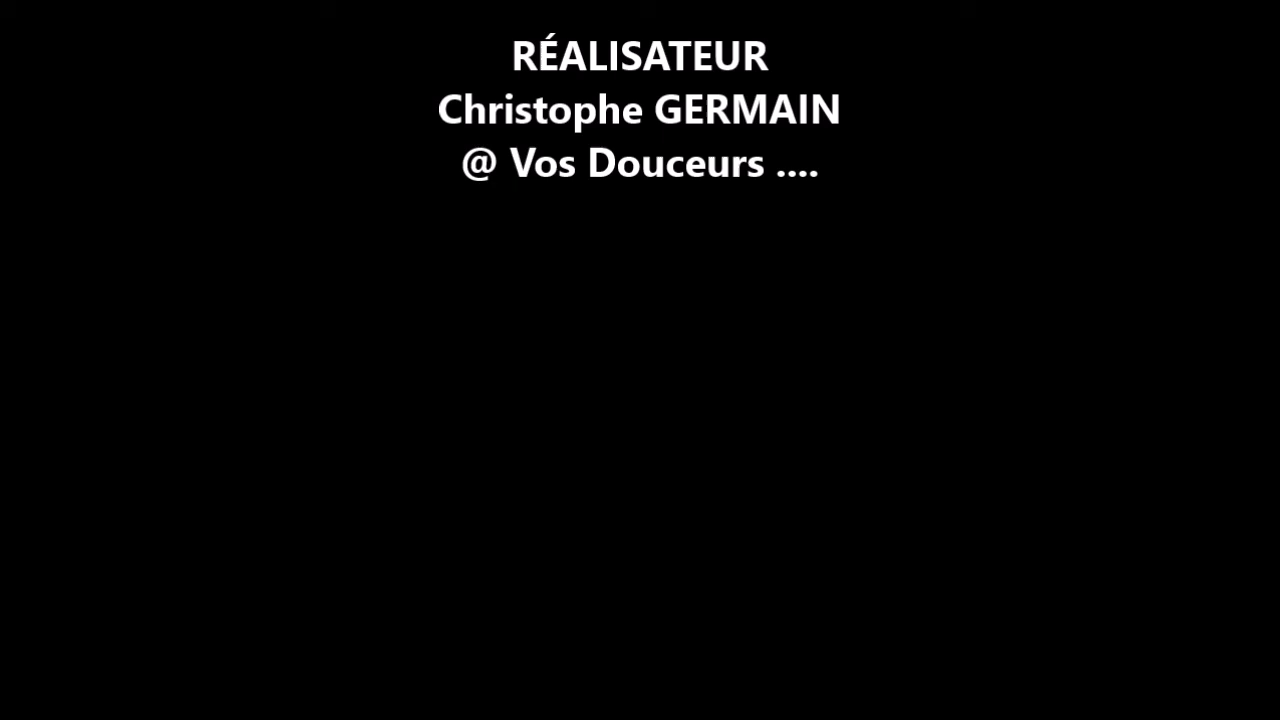 RÉALISATEUR
Christophe GERMAIN
@ Vos Douceurs ....